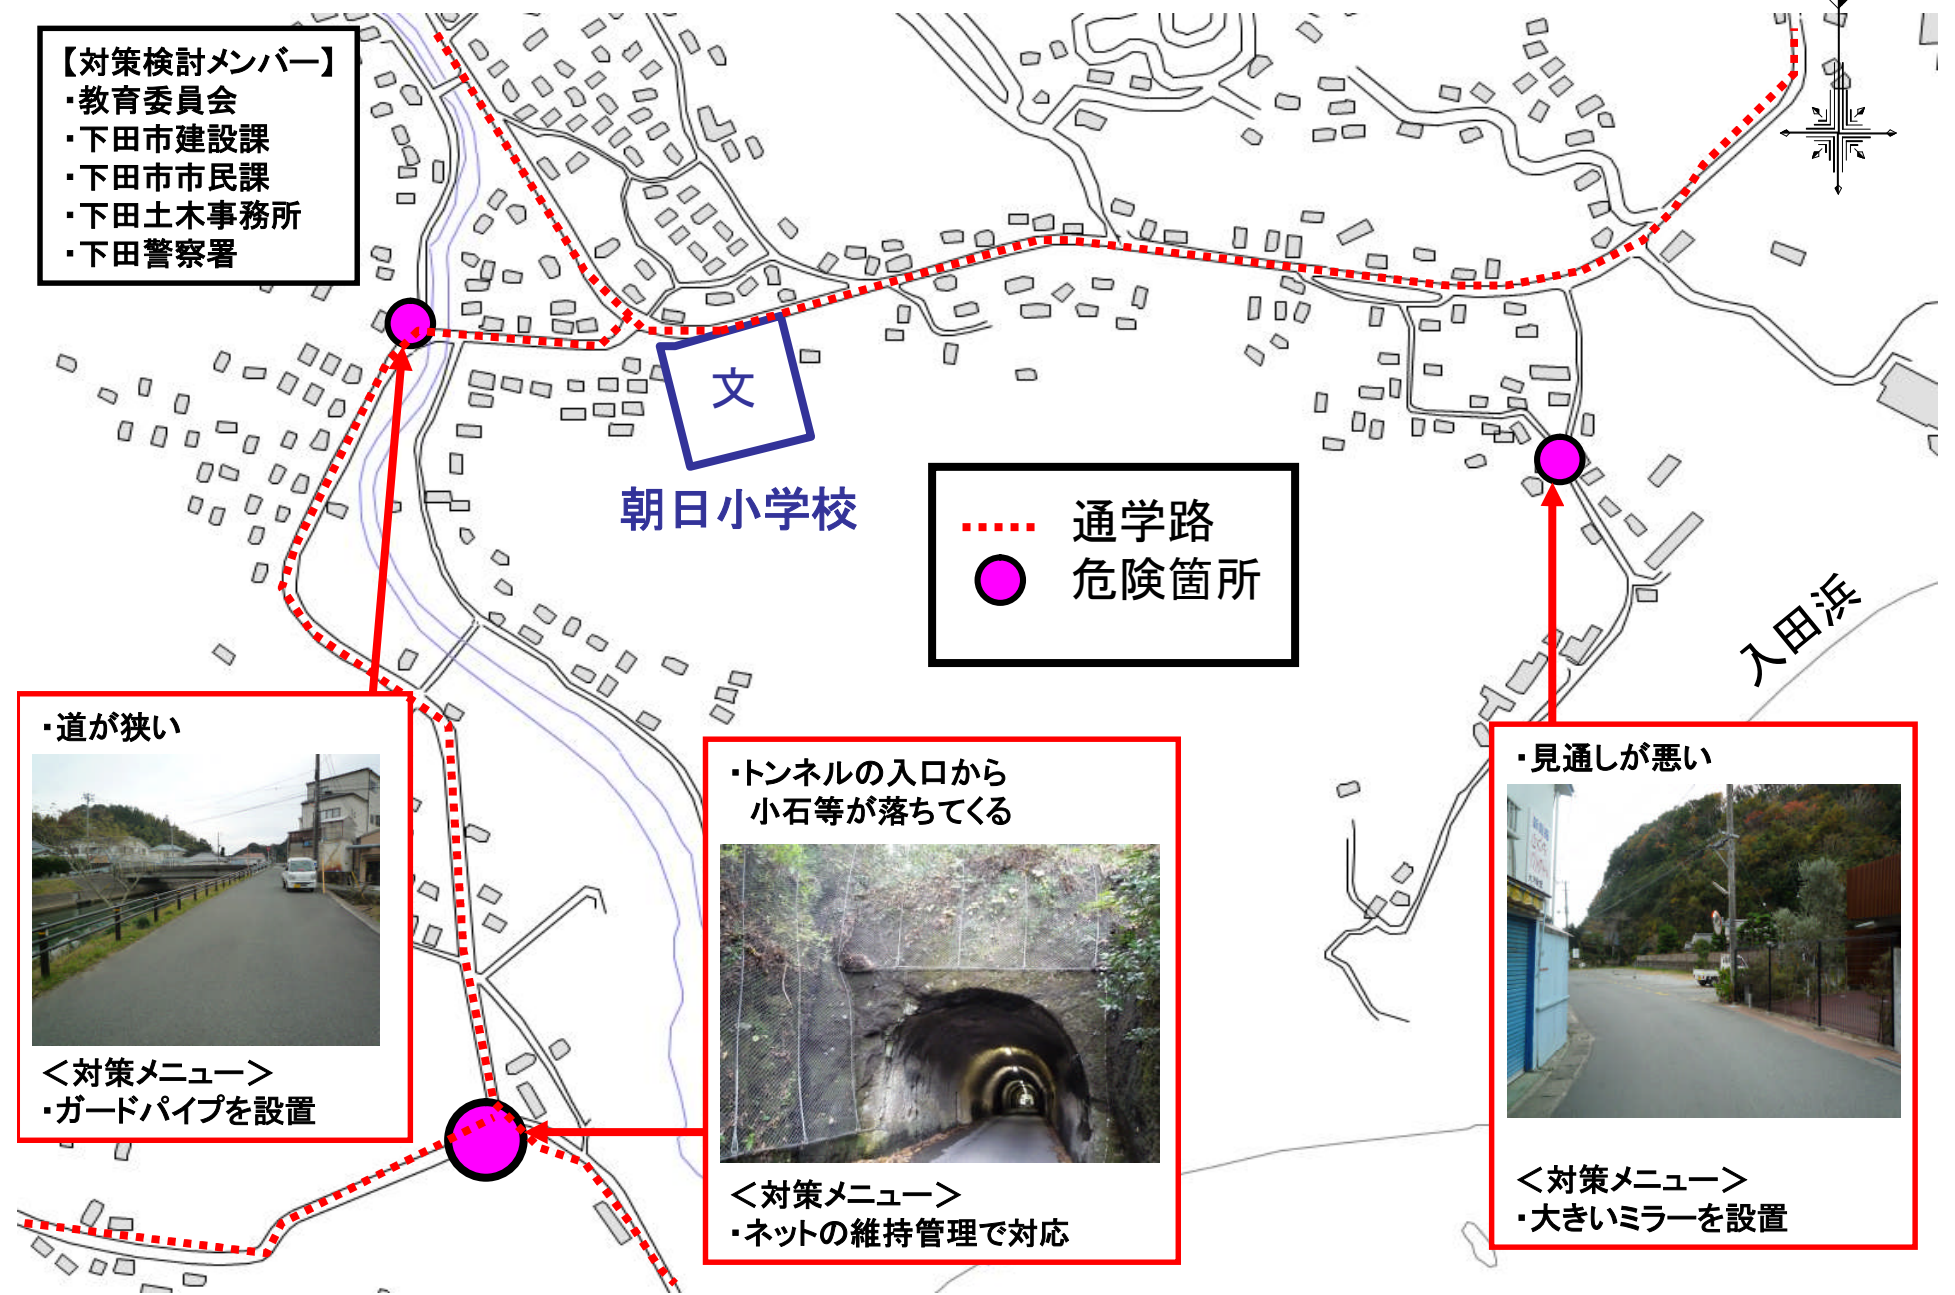 【対策検討メンバー】
・教育委員会
・下田市建設課
・下田市市民課
・下田土木事務所
・下田警察署
文
朝日小学校
通学路
危険箇所
入田浜
・道が狭い
＜対策メニュー＞
・ガードパイプを設置
・トンネルの入口から
小石等が落ちてくる
＜対策メニュー＞
・ネットの維持管理で対応
・見通しが悪い
＜対策メニュー＞
・大きいミラーを設置